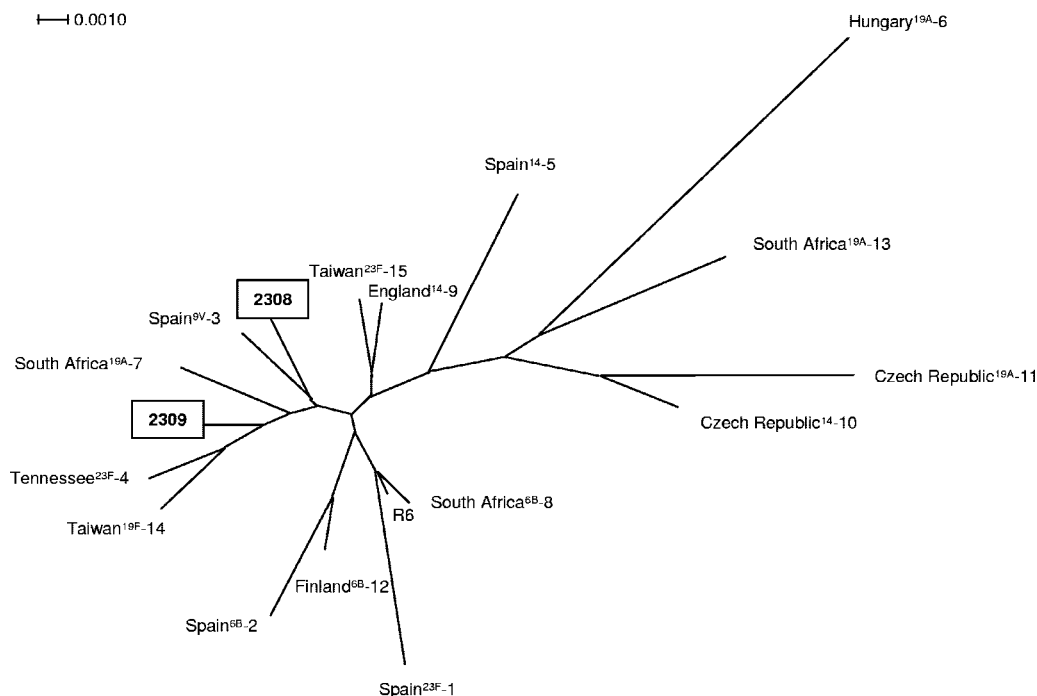 0.0010
Hungary¹⁹ᴬ-6
Spain¹⁴-5
South Africa¹⁹ᴬ-13
Taiwan²³ᶠ-15
England¹⁴-9
2308
Spain⁹ⱽ-3
South Africa¹⁹ᴬ-7
Czech Republic¹⁹ᴬ-11
2309
Czech Republic¹⁴-10
Tennessee²³ᶠ-4
South Africa⁶ᴮ-8
R6
Taiwan¹⁹ᶠ-14
Finland⁶ᴮ-12
Spain⁶ᴮ-2
Spain²³ᶠ-1